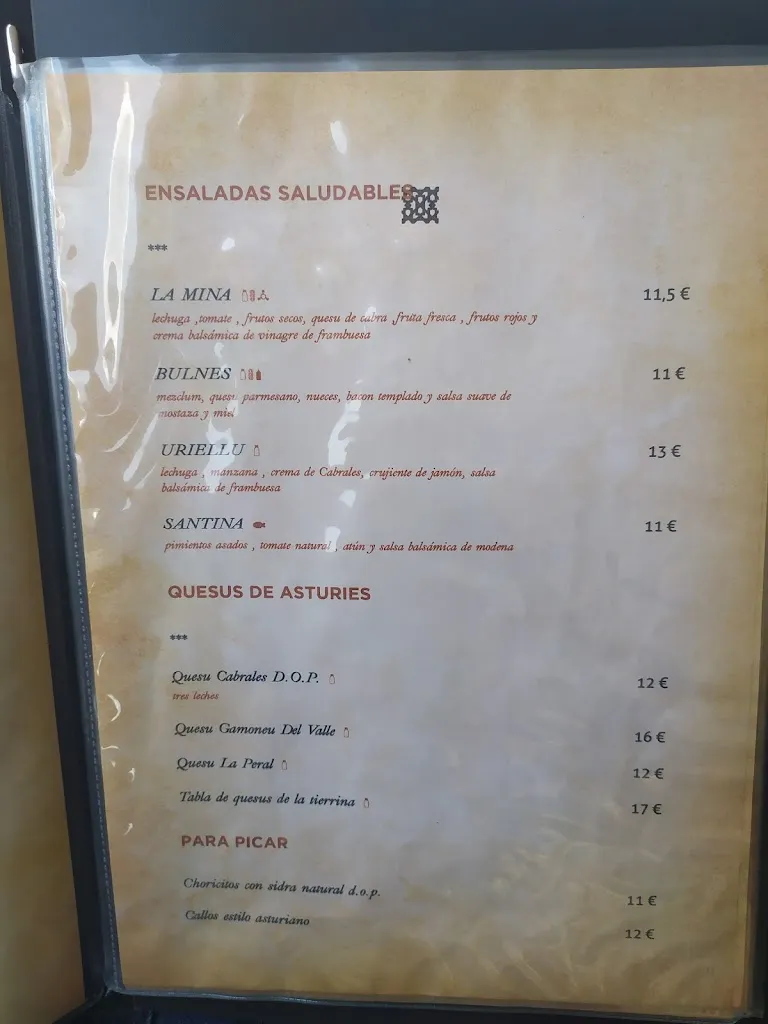 ENSALADAS SALUDABLES
***
LA MINA 11,5 €
lechuga ,tomate , frutos secos, quesu de cabra ,fruta fresca , frutos rojos y
crema balsámica de vinagre de frambuesa
BULNES 11 €
mezclum, quesu parmesano, nueces, bacon templado y salsa suave de
mostaza y miel
URIELLU 13 €
lechuga , manzana , crema de Cabrales, crujiente de jamón, salsa
balsámica de frambuesa
SANTINA 11 €
pimientos asados , tomate natural , atún y salsa balsámica de modena
QUESUS DE ASTURIES
***
Quesu Cabrales D.O.P. 12 €
tres leches
Quesu Gamoneu Del Valle 16 €
Quesu La Peral 12 €
Tabla de quesus de la tierrina 17 €
PARA PICAR
Choricitos con sidra natural d.o.p. 11 €
Callos estilo asturiano 12 €